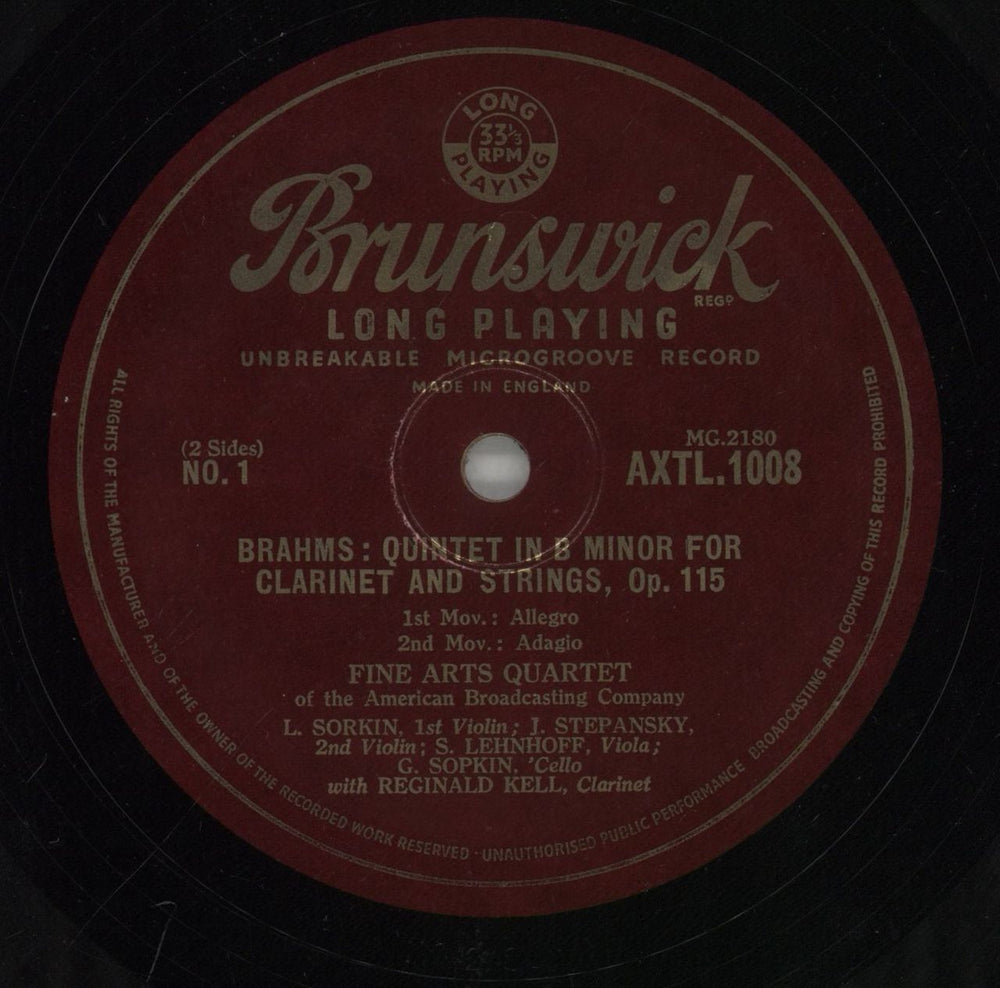 LONG
33⅓
RPM
PLAYING
Brunswick
REGD
LONG PLAYING
UNBREAKABLE MICROGROOVE RECORD
MADE IN ENGLAND
(2 Sides)
NO. 1
MG.2180
AXTL.1008
BRAHMS : QUINTET IN B MINOR FOR
CLARINET AND STRINGS, Op. 115
1st Mov. : Allegro
2nd Mov. : Adagio
FINE ARTS QUARTET
of the American Broadcasting Company
L. SORKIN, 1st Violin ; J. STEPANSKY,
2nd Violin ; S. LEHNHOFF, Viola ;
G. SOPKIN, 'Cello
with REGINALD KELL, Clarinet
ALL RIGHTS OF THE MANUFACTURER AND OF THE OWNER OF THE RECORDED WORK RESERVED · UNAUTHORISED PUBLIC PERFORMANCE BROADCASTING AND COPYING OF THIS RECORD PROHIBITED